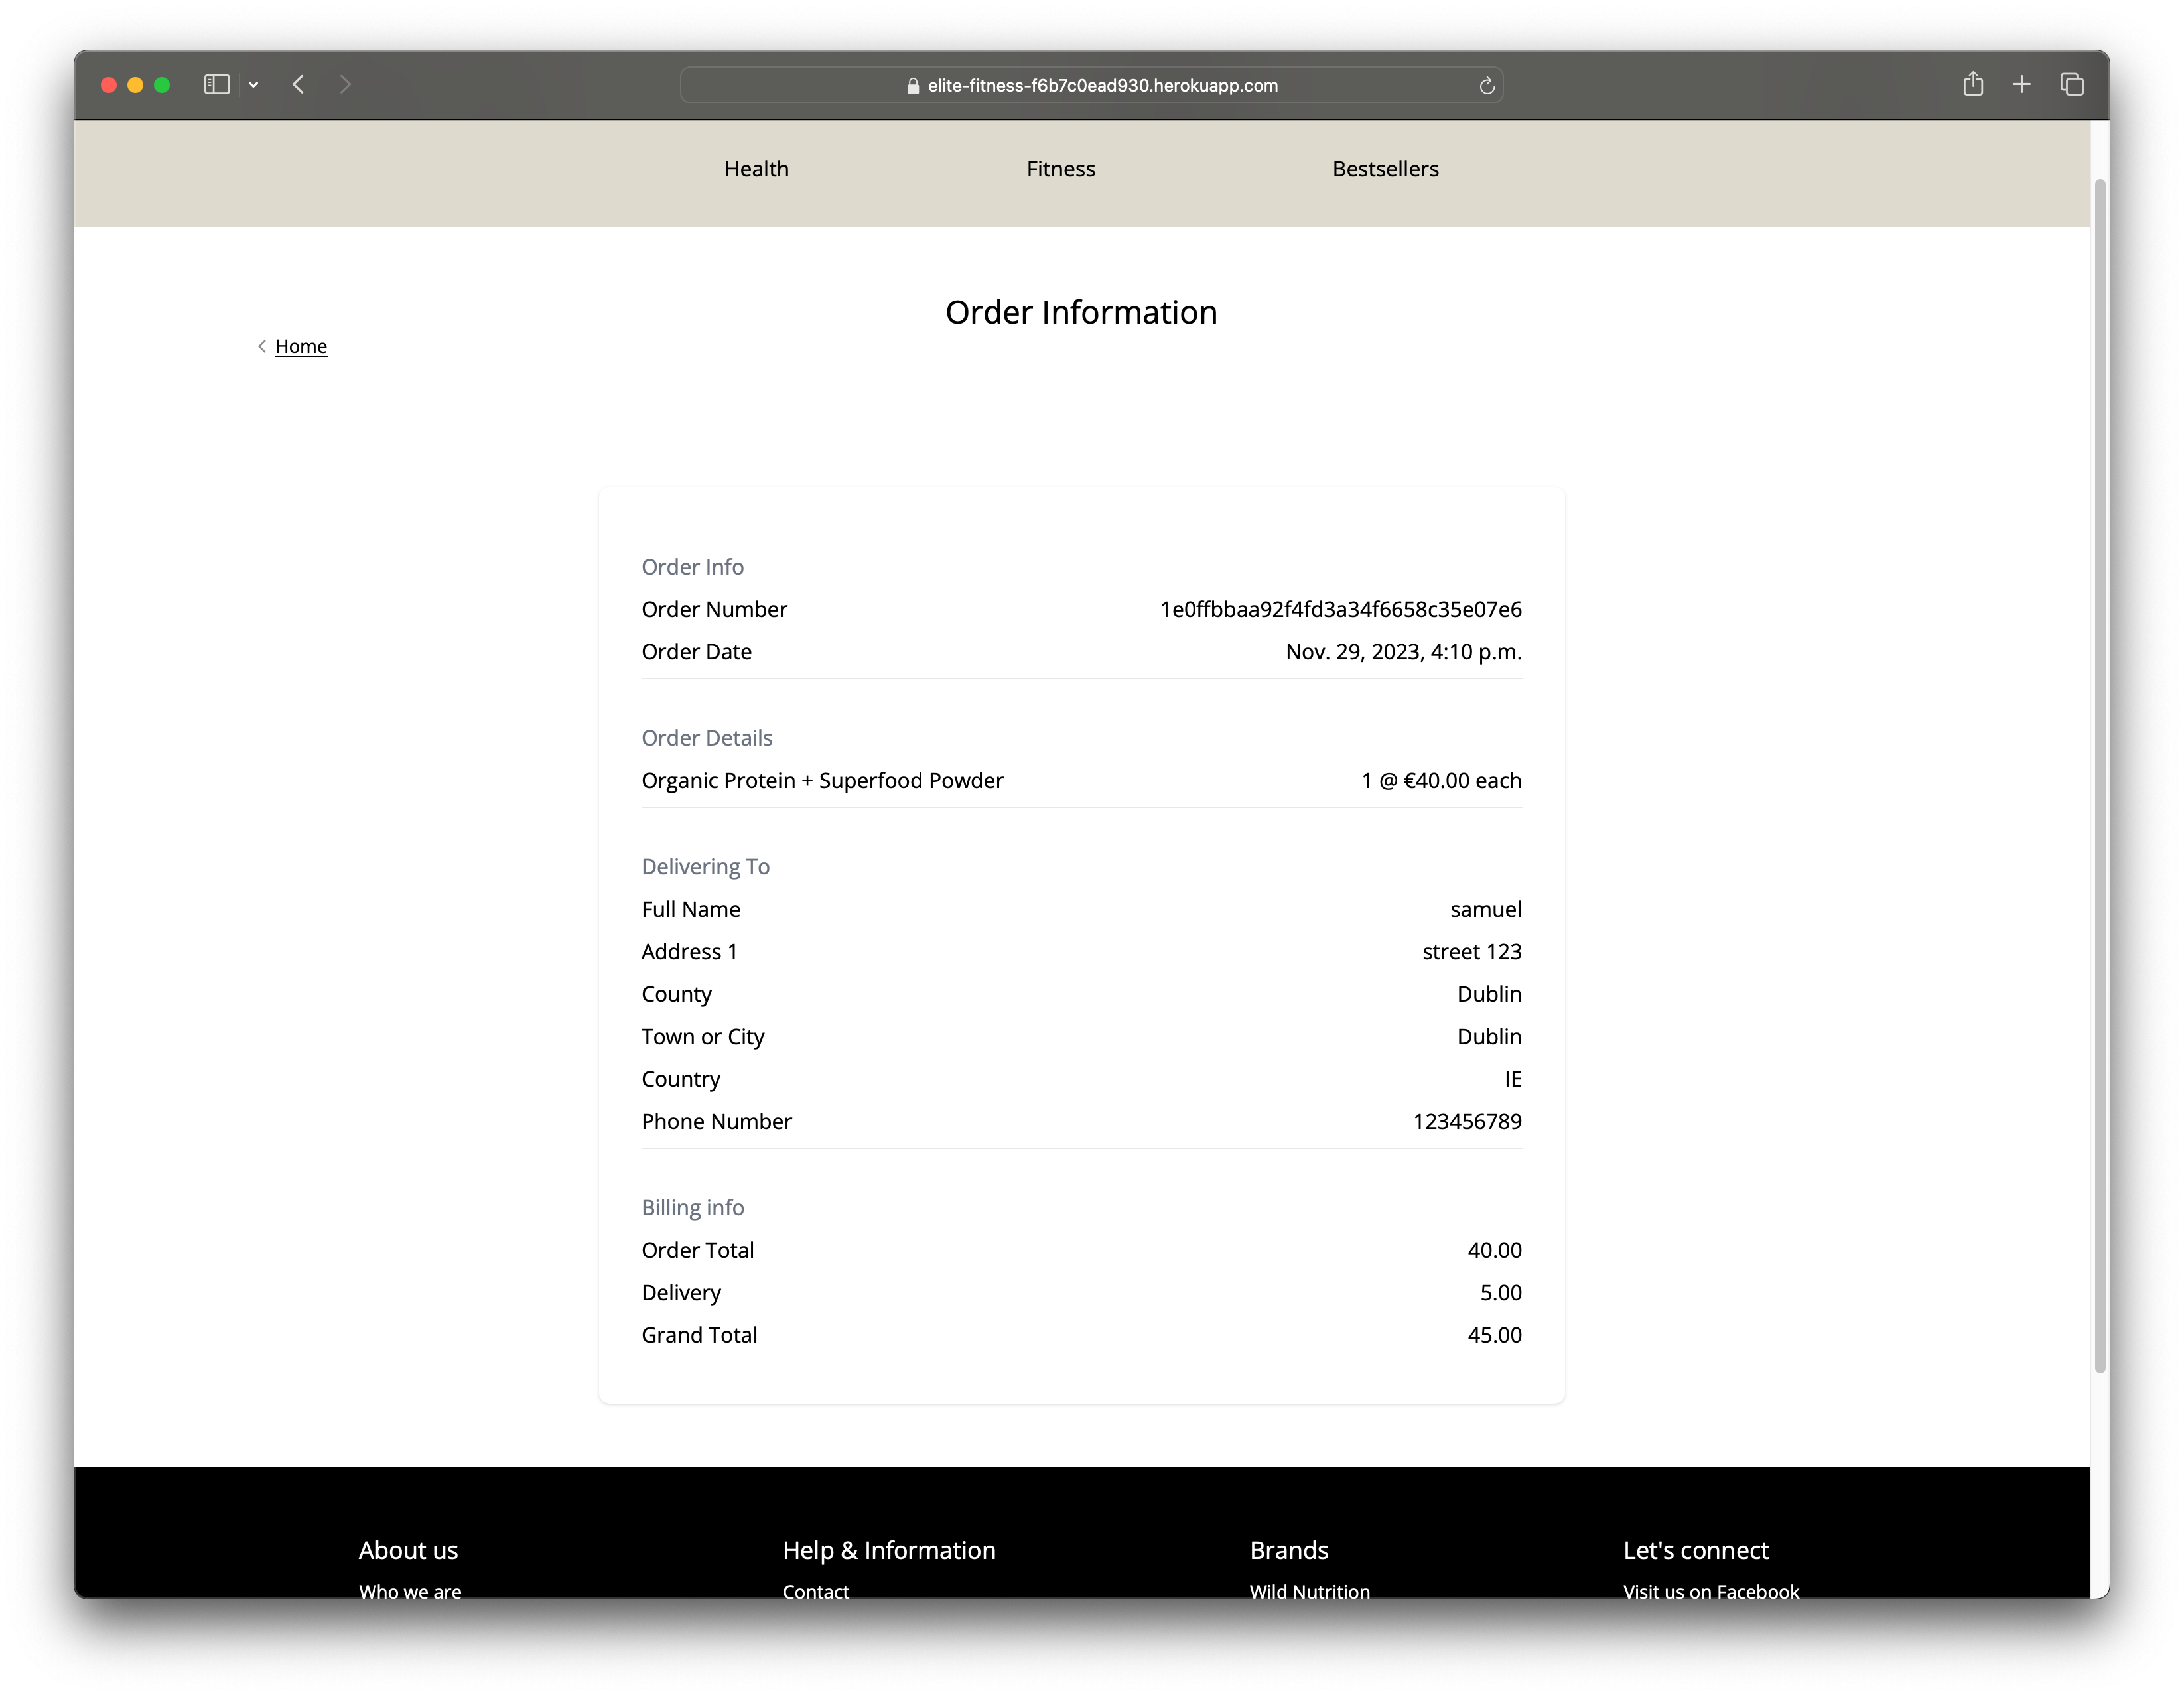 elite-fitness-f6b7c0ead930.herokuapp.com
Health Fitness Bestsellers
Order Information
Home
Order Info
Order Number 1e0ffbbaa92f4fd3a34f6658c35e07e6
Order Date Nov. 29, 2023, 4:10 p.m.
Order Details
Organic Protein + Superfood Powder 1 @ €40.00 each
Delivering To
Full Name samuel
Address 1 street 123
County Dublin
Town or City Dublin
Country IE
Phone Number 123456789
Billing info
Order Total 40.00
Delivery 5.00
Grand Total 45.00
About us Help & Information Brands Let's connect
Who we are Contact Wild Nutrition Visit us on Facebook